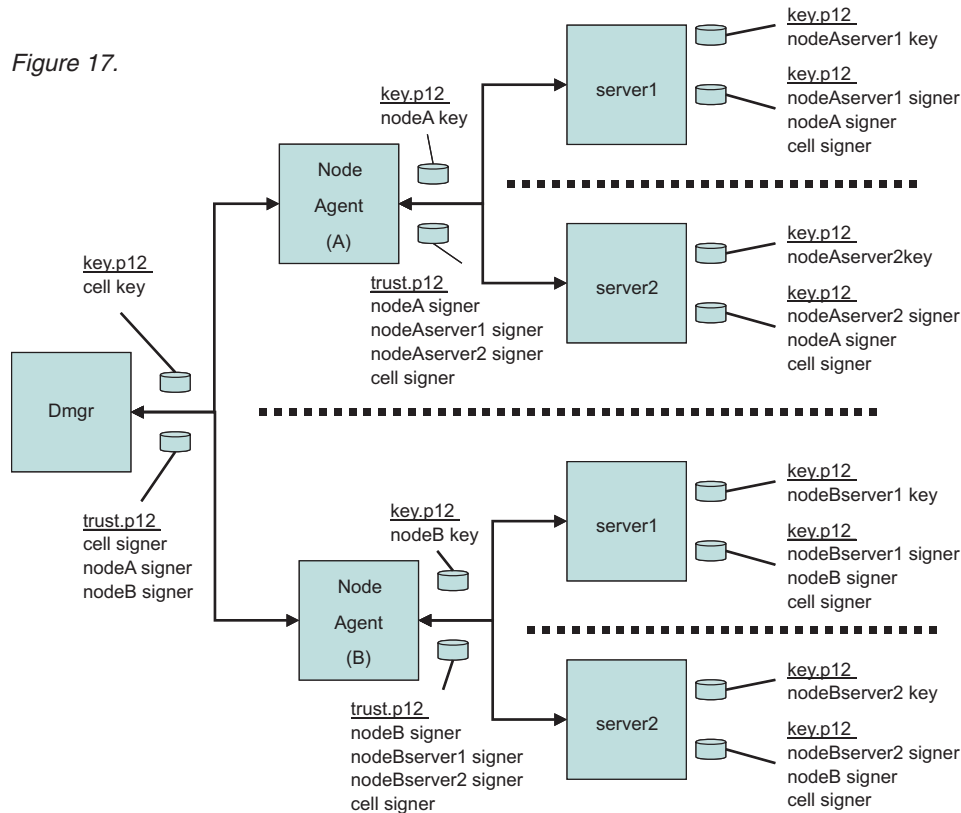 Figure 17.
key.p12
cell key
Dmgr
trust.p12
cell signer
nodeA signer
nodeB signer
key.p12
nodeA key
Node
Agent
(A)
trust.p12
nodeA signer
nodeAserver1 signer
nodeAserver2 signer
cell signer
server1
key.p12
nodeAserver1 key
key.p12
nodeAserver1 signer
nodeA signer
cell signer
server2
key.p12
nodeAserver2key
key.p12
nodeAserver2 signer
nodeA signer
cell signer
key.p12
nodeB key
Node
Agent
(B)
trust.p12
nodeB signer
nodeBserver1 signer
nodeBserver2 signer
cell signer
server1
key.p12
nodeBserver1 key
key.p12
nodeBserver1 signer
nodeB signer
cell signer
server2
key.p12
nodeBserver2 key
key.p12
nodeBserver2 signer
nodeB signer
cell signer